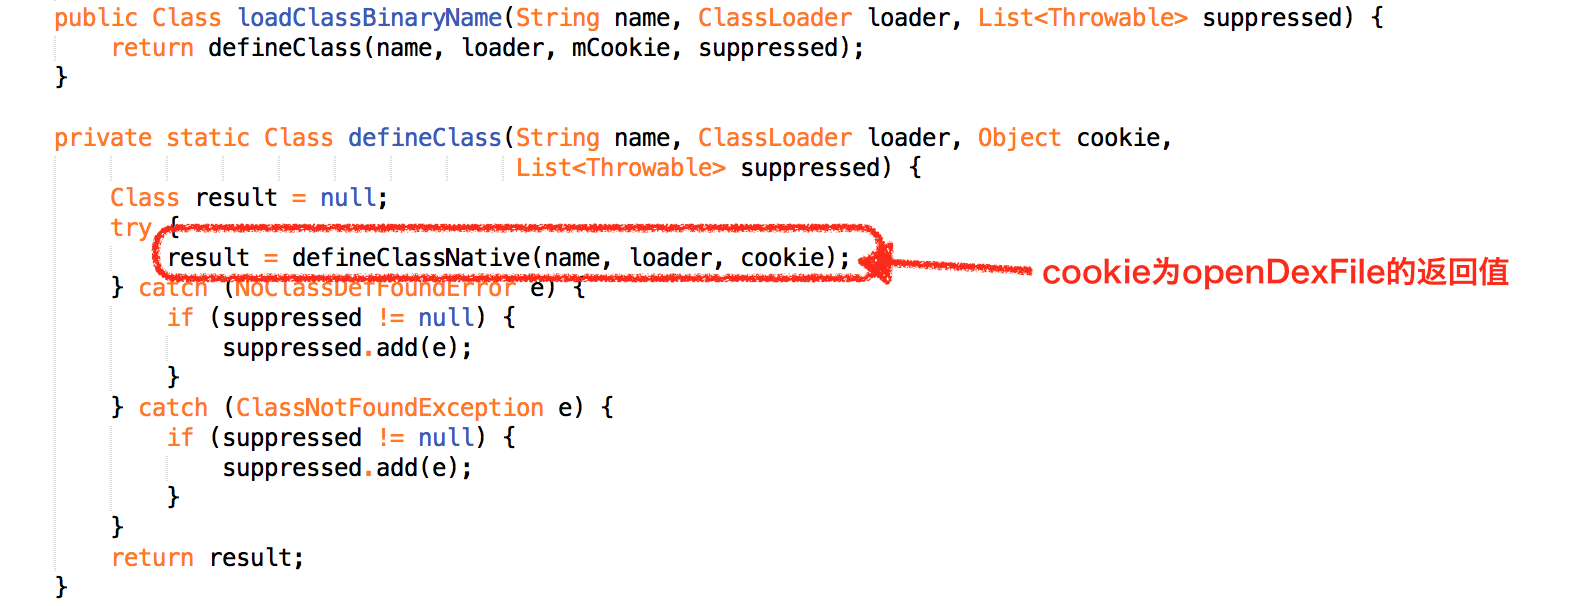 public Class loadClassBinaryName(String name, ClassLoader loader, List<Throwable> suppressed) {
    return defineClass(name, loader, mCookie, suppressed);
}

private static Class defineClass(String name, ClassLoader loader, Object cookie,
                                 List<Throwable> suppressed) {
    Class result = null;
    try {
        result = defineClassNative(name, loader, cookie);
cookie为openDexFile的返回值
    } catch (NoClassDefFoundError e) {
        if (suppressed != null) {
            suppressed.add(e);
        }
    } catch (ClassNotFoundException e) {
        if (suppressed != null) {
            suppressed.add(e);
        }
    }
    return result;
}